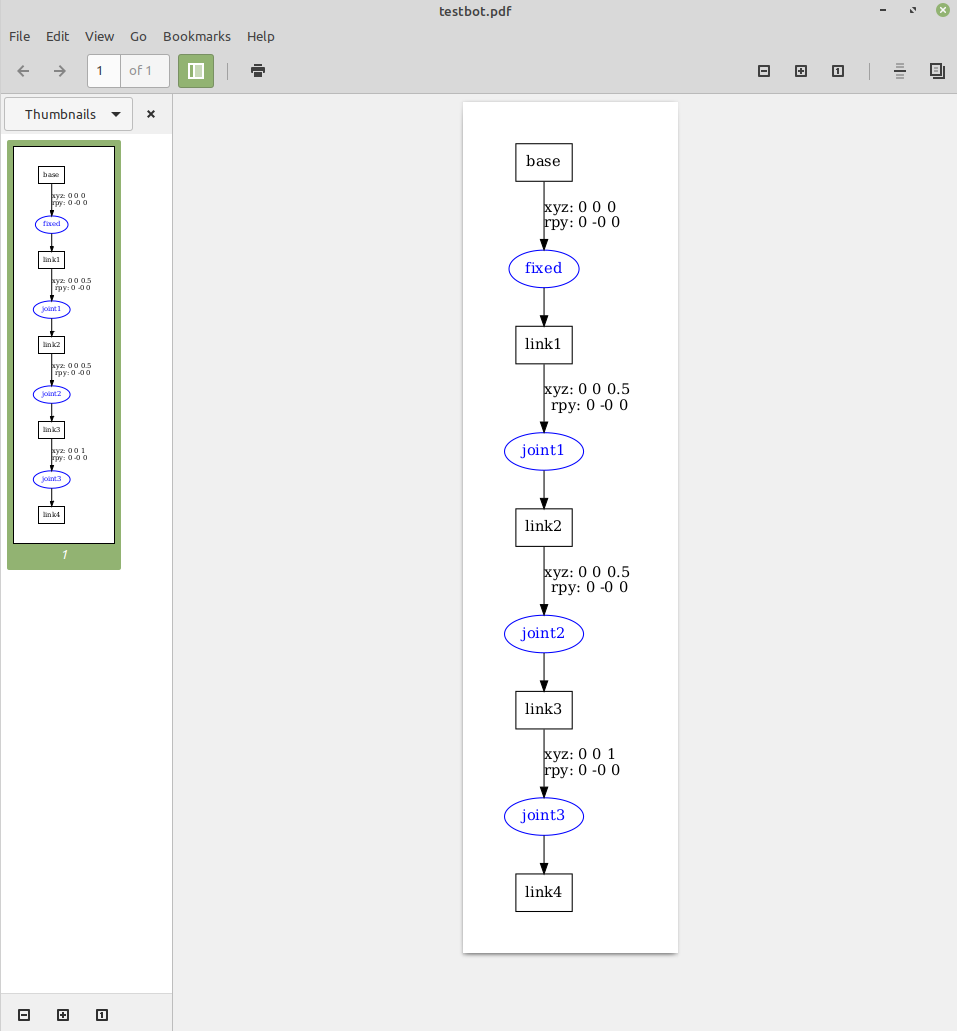 testbot.pdf
File Edit View Go Bookmarks Help
1 of 1
Thumbnails
base
xyz: 0 0 0
rpy: 0 -0 0
fixed
link1
xyz: 0 0 0.5
rpy: 0 -0 0
joint1
link2
xyz: 0 0 0.5
rpy: 0 -0 0
joint2
link3
xyz: 0 0 1
rpy: 0 -0 0
joint3
link4
1
base
xyz: 0 0 0
rpy: 0 -0 0
fixed
link1
xyz: 0 0 0.5
rpy: 0 -0 0
joint1
link2
xyz: 0 0 0.5
rpy: 0 -0 0
joint2
link3
xyz: 0 0 1
rpy: 0 -0 0
joint3
link4